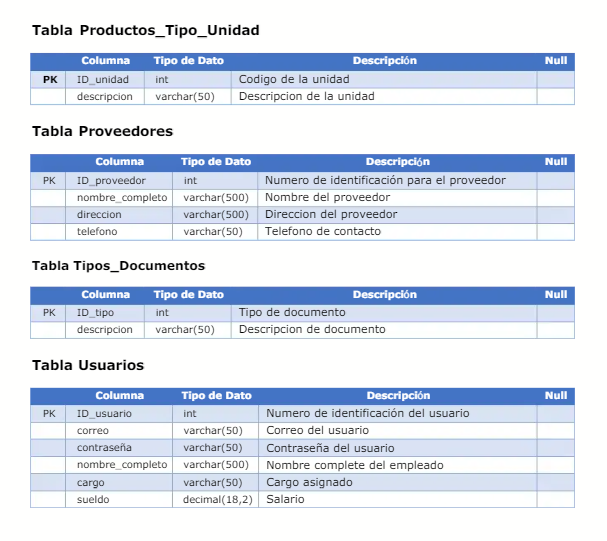 Tabla Productos_Tipo_Unidad
Columna Tipo de Dato Descripción Null
PK ID_unidad int Codigo de la unidad
descripcion varchar(50) Descripcion de la unidad
Tabla Proveedores
Columna Tipo de Dato Descripción Null
PK ID_proveedor int Numero de identificación para el proveedor
nombre_completo varchar(500) Nombre del proveedor
direccion varchar(500) Direccion del proveedor
telefono varchar(50) Telefono de contacto
Tabla Tipos_Documentos
Columna Tipo de Dato Descripción Null
PK ID_tipo int Tipo de documento
descripcion varchar(50) Descripcion de documento
Tabla Usuarios
Columna Tipo de Dato Descripción Null
PK ID_usuario int Numero de identificación del usuario
correo varchar(50) Correo del usuario
contraseña varchar(50) Contraseña del usuario
nombre_completo varchar(500) Nombre complete del empleado
cargo varchar(50) Cargo asignado
sueldo decimal(18,2) Salario